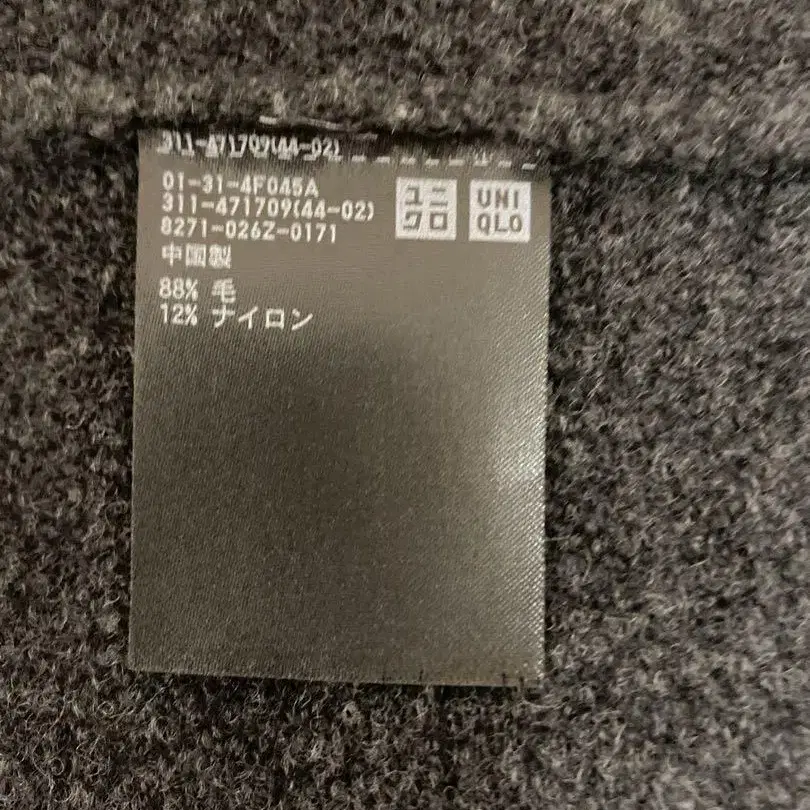 311-471709(44-02)
01-31-4F045A
311-471709(44-02)
8271-026Z-0171
中国製
88% 毛
12% ナイロン
ユニ
クロ
UNI
QLO